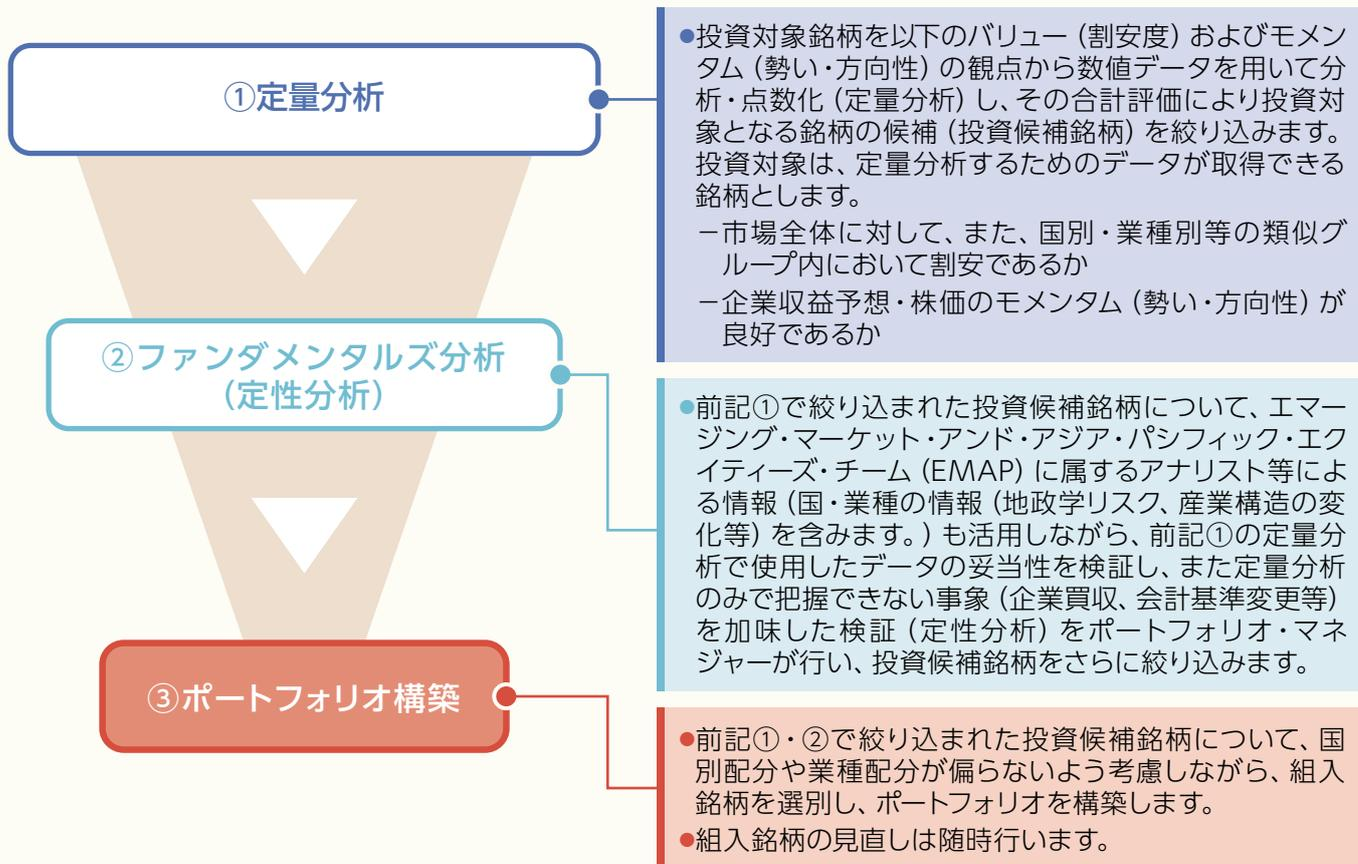 ①定量分析
●投資対象銘柄を以下のバリュー（割安度）およびモメン
タム（勢い・方向性）の観点から数値データを用いて分
析・点数化（定量分析）し、その合計評価により投資対
象となる銘柄の候補（投資候補銘柄）を絞り込みます。
投資対象は、定量分析するためのデータが取得できる
銘柄とします。
－市場全体に対して、また、国別・業種別等の類似グ
ループ内において割安であるか
－企業収益予想・株価のモメンタム（勢い・方向性）が
良好であるか
②ファンダメンタルズ分析
（定性分析）
●前記①で絞り込まれた投資候補銘柄について、エマー
ジング・マーケット・アンド・アジア・パシフィック・エク
イティーズ・チーム（EMAP）に属するアナリスト等によ
る情報（国・業種の情報（地政学リスク、産業構造の変
化等）を含みます。）も活用しながら、前記①の定量分
析で使用したデータの妥当性を検証し、また定量分析
のみで把握できない事象（企業買収、会計基準変更等）
を加味した検証（定性分析）をポートフォリオ・マネ
ジャーが行い、投資候補銘柄をさらに絞り込みます。
③ポートフォリオ構築
●前記①・②で絞り込まれた投資候補銘柄について、国
別配分や業種配分が偏らないよう考慮しながら、組入
銘柄を選別し、ポートフォリオを構築します。
●組入銘柄の見直しは随時行います。